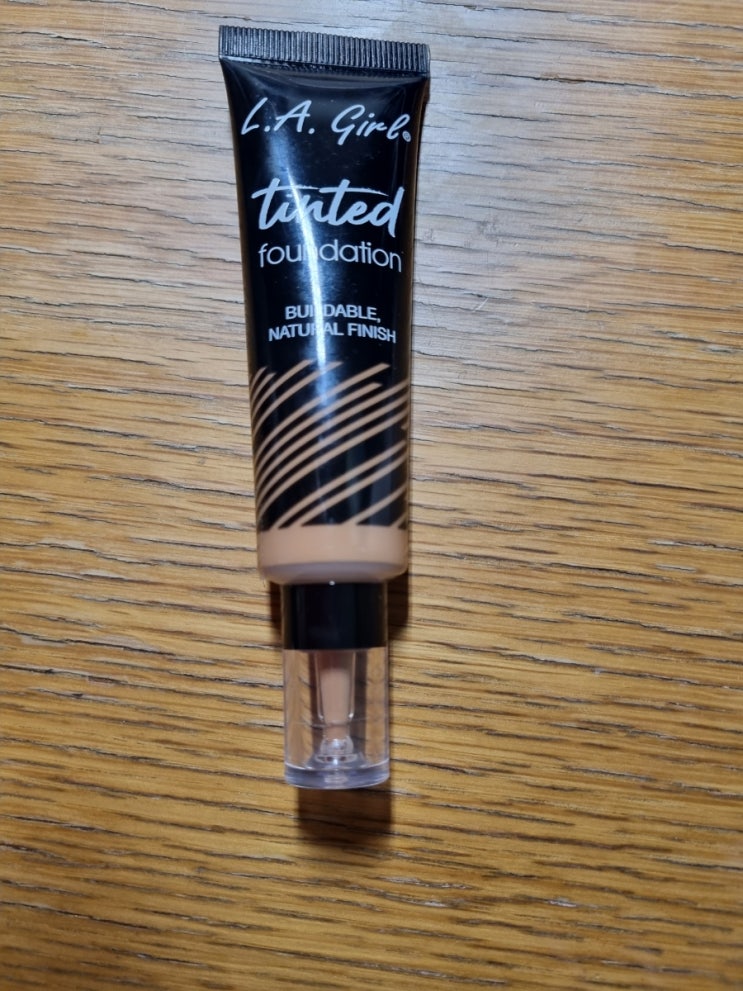 L.A. Girl®
tinted
foundation
BUILDABLE,
NATURAL FINISH